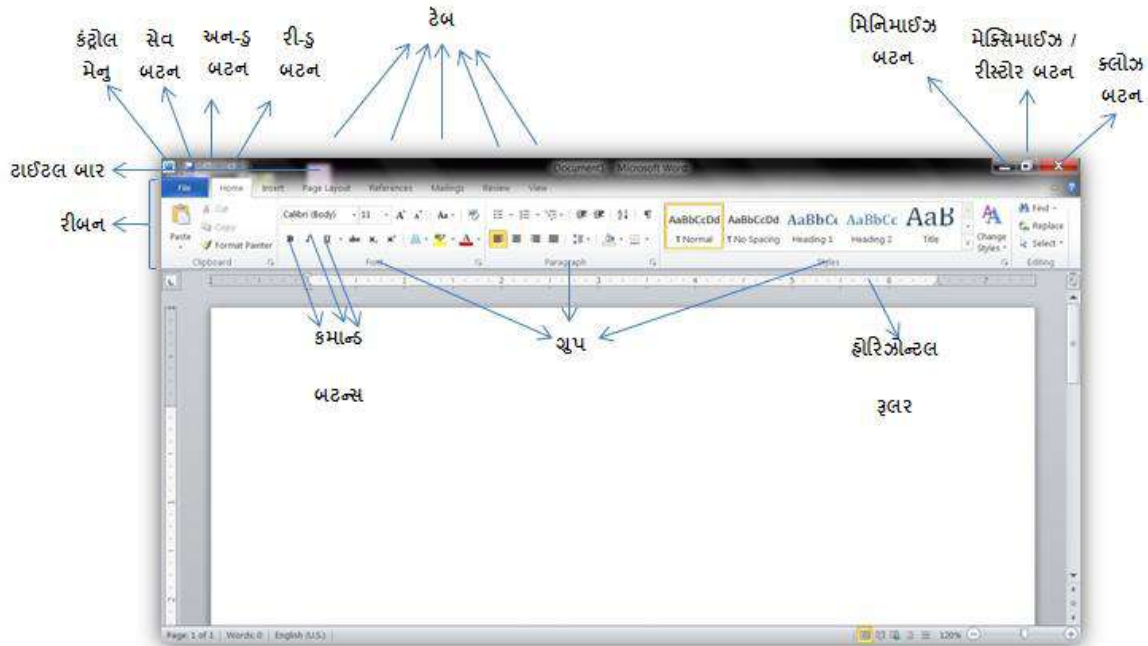 ટેબ
મિનિમાઈઝ
બટન
મેક્સિમાઈઝ /
રીસ્ટોર બટન
ક્લોઝ
બટન
કંટ્રોલ
મેનુ
સેવ
બટન
અન-ડુ
બટન
રી-ડુ
બટન
ટાઈટલ બાર
Document1 - Microsoft Word
રીબન
File Home Insert Page Layout References Mailings Review View
Paste
Cut
Copy
Format Painter
Clipboard
Calibri (Body) 11
Font
Paragraph
AaBbCcDd AaBbCcDd AaBbCc AaBbCc AaB
¶ Normal ¶ No Spacing Heading 1 Heading 2 Title
Change
Styles
Styles
Find
Replace
Select
Editing
કમાન્ડ
બટન્સ
ગ્રુપ
હોરિઝોન્ટલ
રૂલર
Page: 1 of 1 Words: 0 English (U.S.) 120%